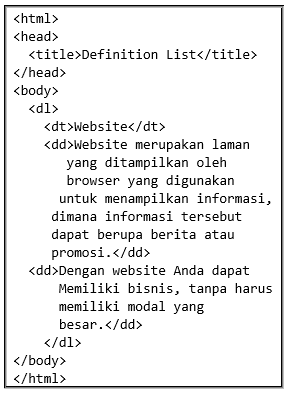 <html>
<head>
<title>Definition List</title>
</head>
<body>
<dl>
<dt>Website</dt>
<dd>Website merupakan laman
yang ditampilkan oleh
browser yang digunakan
untuk menampilkan informasi,
dimana informasi tersebut
dapat berupa berita atau
promosi.</dd>
<dd>Dengan website Anda dapat
Memiliki bisnis, tanpa harus
memiliki modal yang
besar.</dd>
</dl>
</body>
</html>